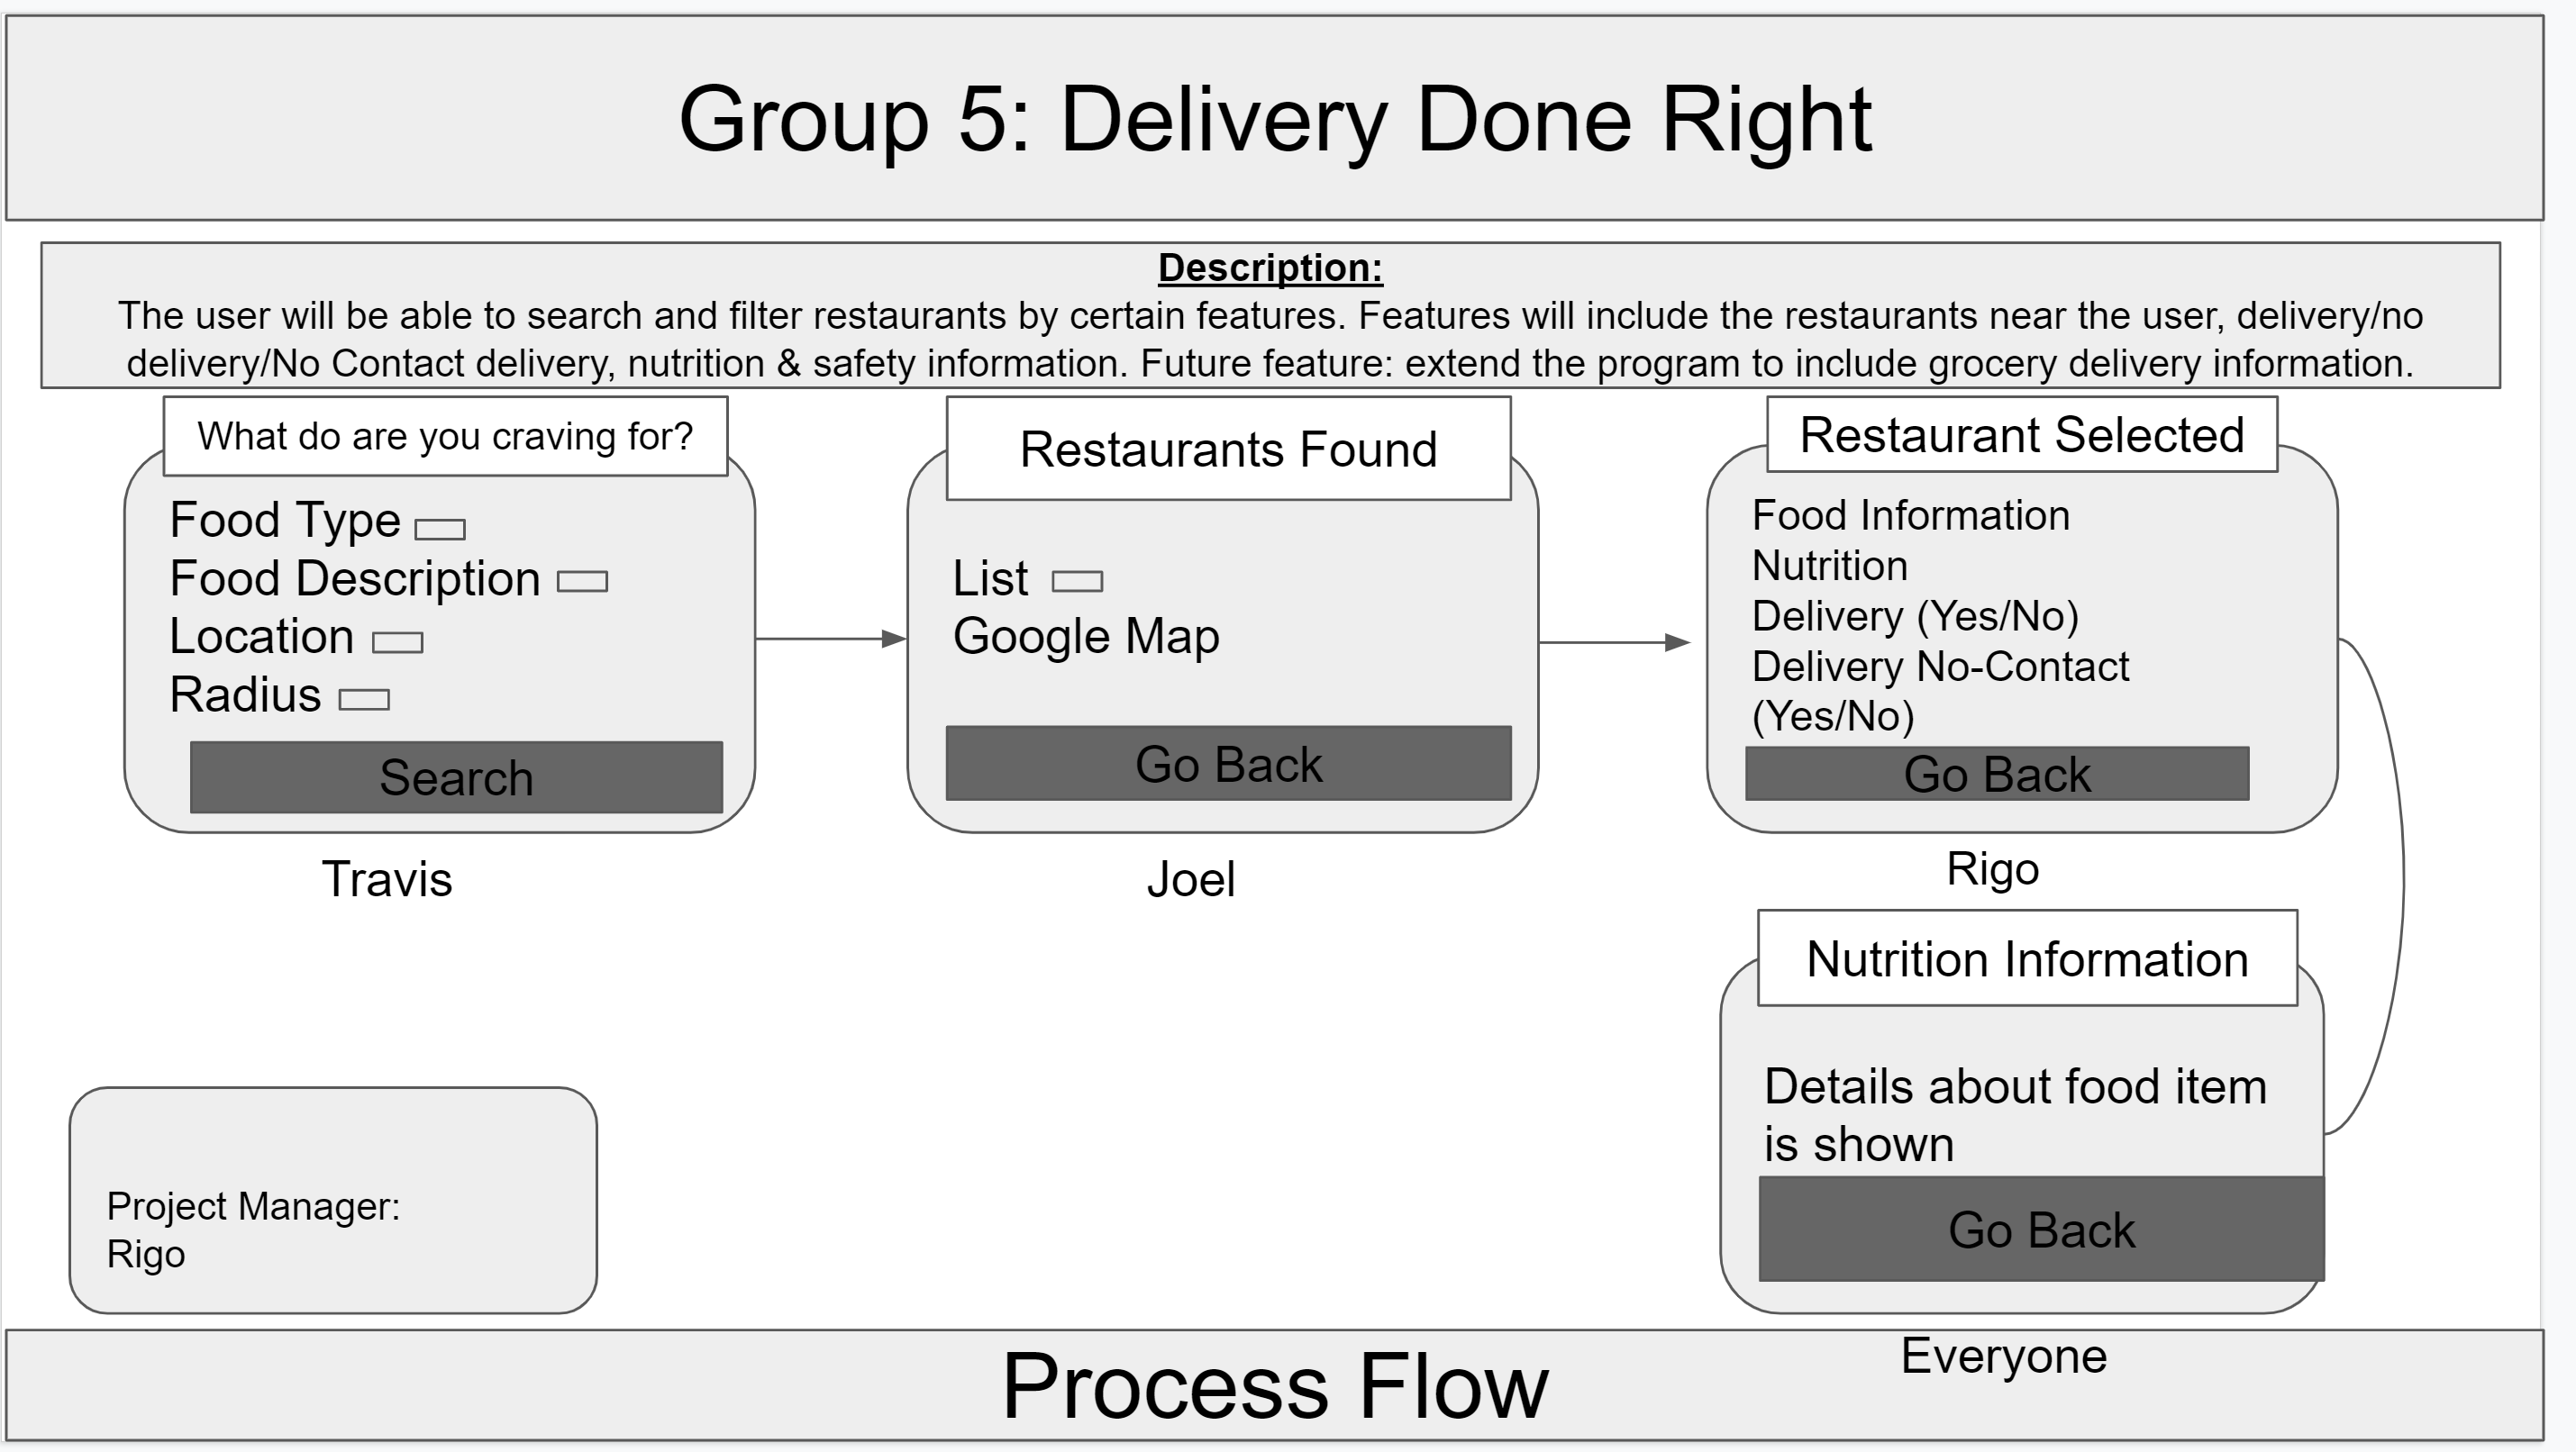 Group 5: Delivery Done Right
Description:
The user will be able to search and filter restaurants by certain features. Features will include the restaurants near the user, delivery/no
delivery/No Contact delivery, nutrition & safety information. Future feature: extend the program to include grocery delivery information.
What do are you craving for?
Food Type
Food Description
Location
Radius
Search
Travis
Restaurants Found
List
Google Map
Go Back
Joel
Restaurant Selected
Food Information
Nutrition
Delivery (Yes/No)
Delivery No-Contact
(Yes/No)
Go Back
Rigo
Nutrition Information
Details about food item
is shown
Go Back
Everyone
Project Manager:
Rigo
Process Flow